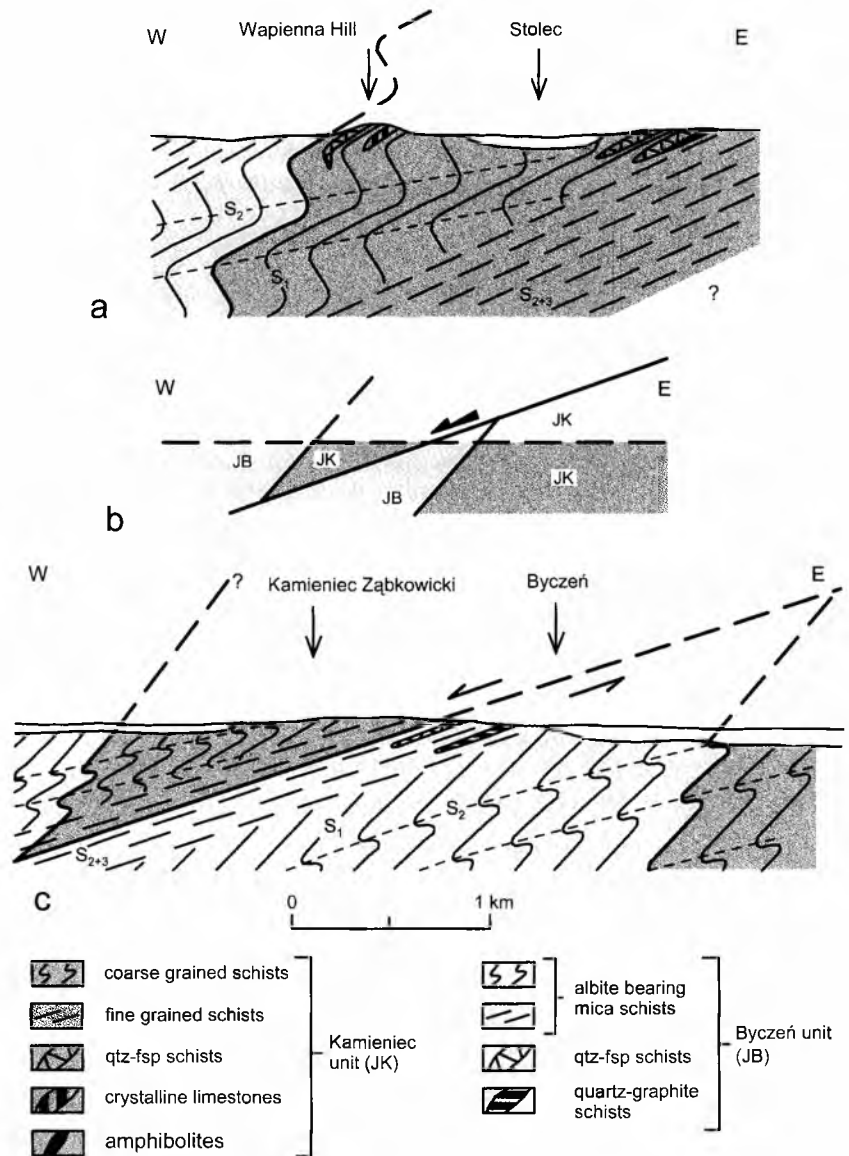 W Wapienna Hill Stolec E
S2
S1
S2+3
?
a
W E
JK
JB JK
JK
JB
b
W ? Kamieniec Ząbkowicki Byczeń E
S1 S2
S2+3
c
0 1 km
coarse grained schists
fine grained schists
qtz-fsp schists
crystalline limestones
amphibolites
Kamieniec
unit (JK)
albite bearing
mica schists
qtz-fsp schists
quartz-graphite
schists
Byczeń unit
(JB)